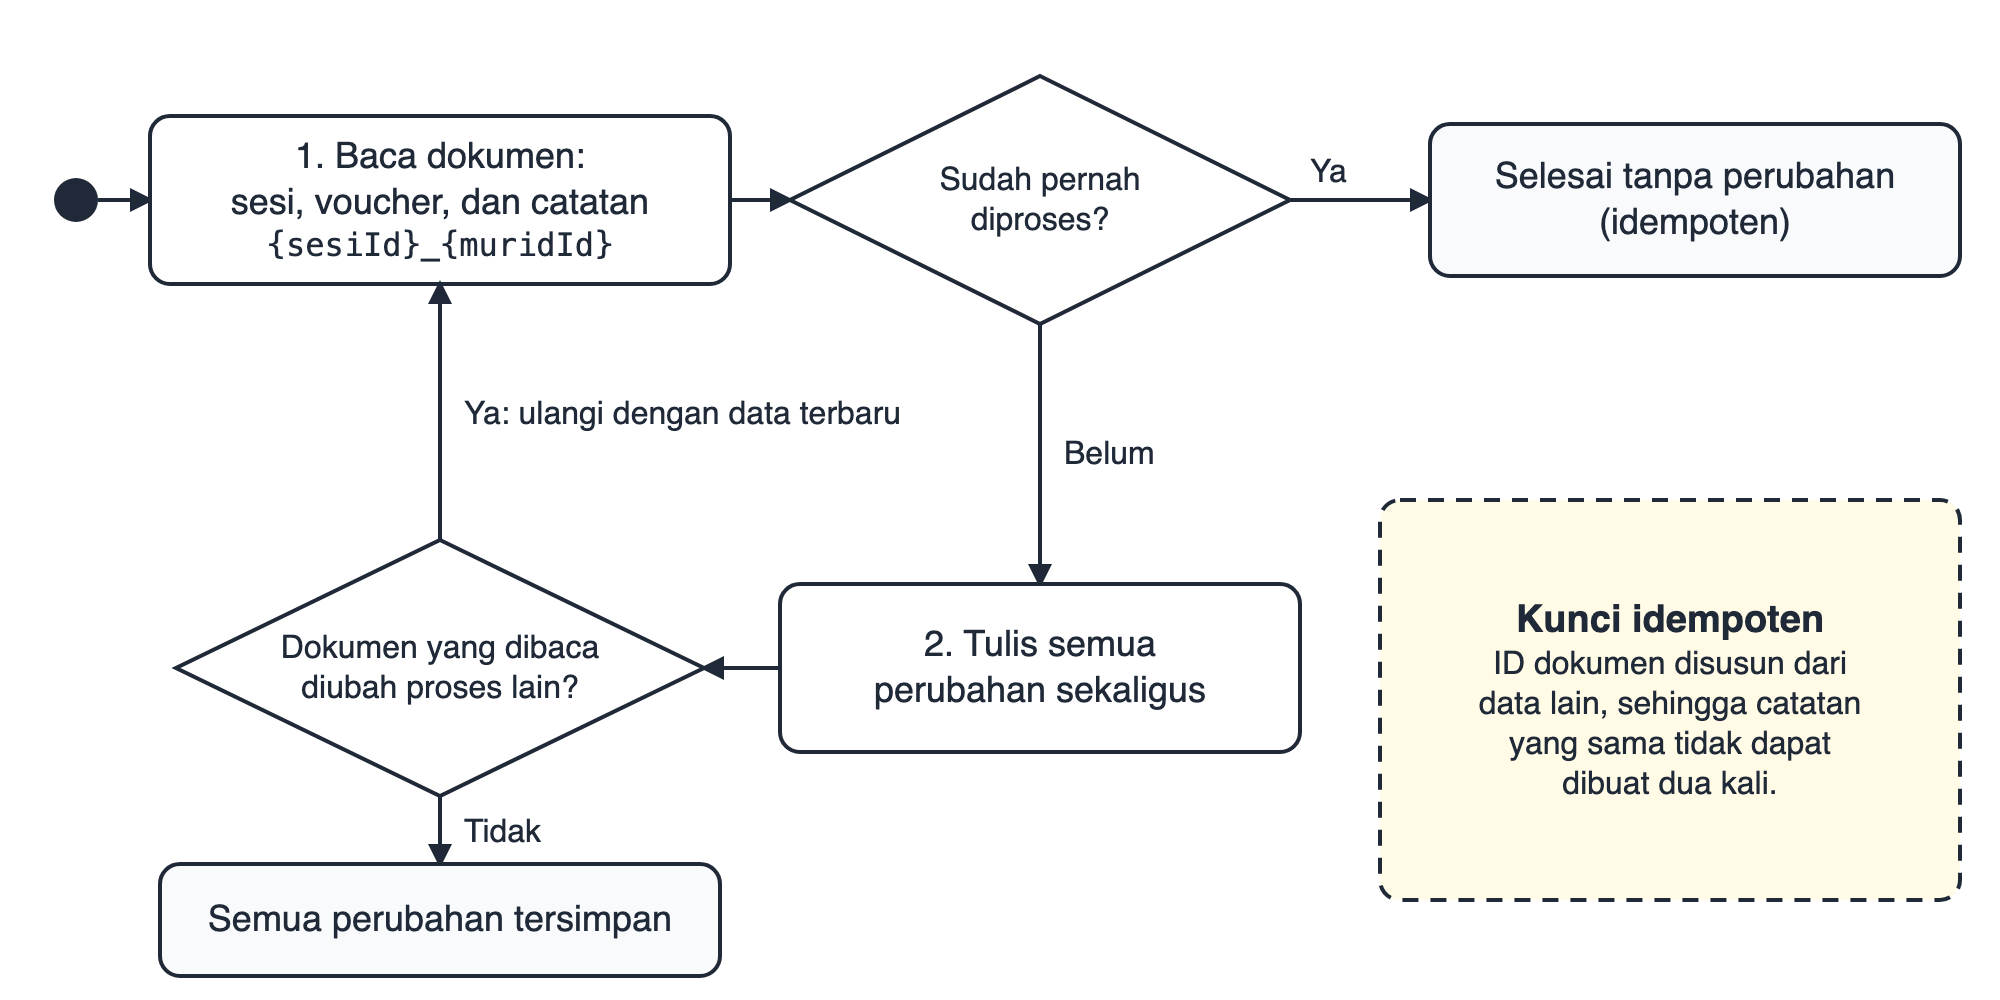 1. Baca dokumen:
sesi, voucher, dan catatan
{sesiId}_{muridId}
Sudah pernah
diproses?
Ya
Selesai tanpa perubahan
(idempoten)
Ya: ulangi dengan data terbaru
Belum
Dokumen yang dibaca
diubah proses lain?
2. Tulis semua
perubahan sekaligus
Kunci idempoten
ID dokumen disusun dari
data lain, sehingga catatan
yang sama tidak dapat
dibuat dua kali.
Tidak
Semua perubahan tersimpan